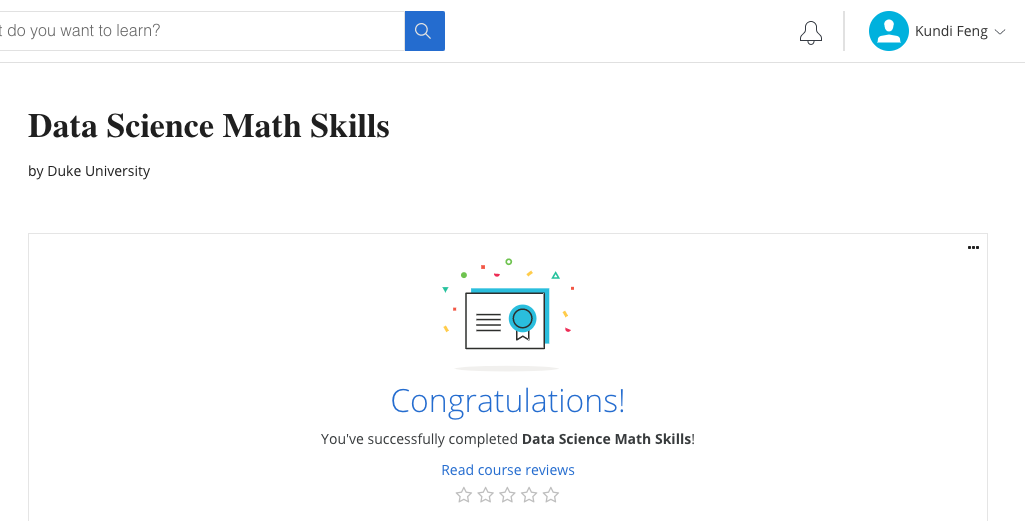 do you want to learn?
Kundi Feng
Data Science Math Skills
by Duke University
Congratulations!
You've successfully completed Data Science Math Skills!
Read course reviews